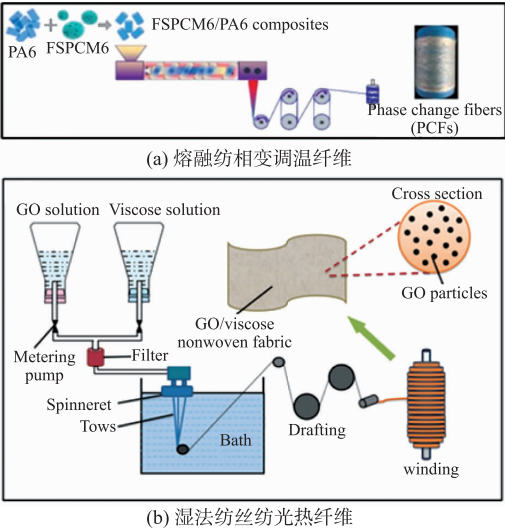 PA6
FSPCM6
FSPCM6/PA6 composites
Phase change fibers
(PCFs)
(a) 熔融纺相变调温纤维
GO solution
Viscose solution
Cross section
GO particles
GO/viscose
nonwoven fabric
Metering
pump
Filter
Spinneret
Tows
Bath
Drafting
winding
(b) 湿法纺丝纺光热纤维